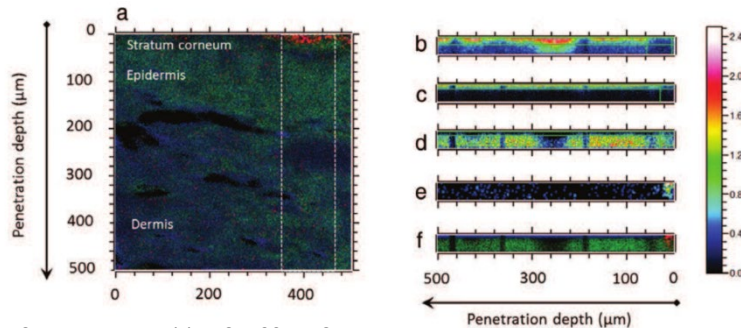 a
0
100
200
300
400
500
Penetration depth (µm)
Stratum corneum
Epidermis
Dermis
0 200 400
b
c
d
e
f
500 300 100 0
Penetration depth (µm)
2.4
2.0
1.6
1.2
0.8
0.4
0.0